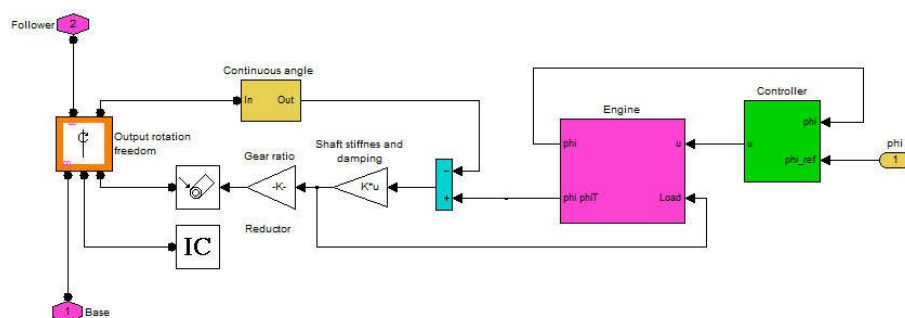 Follower
2
Continuous angle
In
Out
Output rotation
freedom
Gear ratio
-K-
Reductor
Shaft stiffnes and
damping
K*u
−
+
Engine
phi
u
phi phiT
Load
Controller
phi
u
phi_ref
phi
1
IC
1
Base